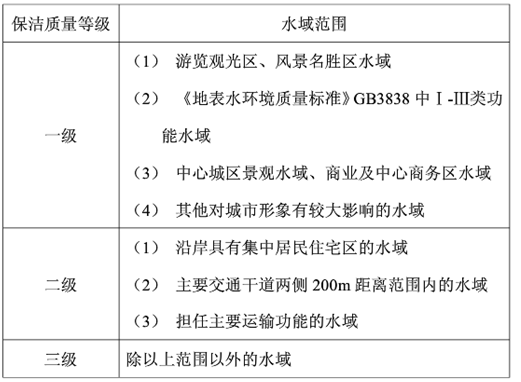 保洁质量等级
水域范围
一级
（1） 游览观光区、风景名胜区水域
（2） 《地表水环境质量标准》GB3838 中Ⅰ-Ⅲ类功
能水域
（3） 中心城区景观水域、商业及中心商务区水域
（4） 其他对城市形象有较大影响的水域
二级
（1） 沿岸具有集中居民住宅区的水域
（2） 主要交通干道两侧 200m 距离范围内的水域
（3） 担任主要运输功能的水域
三级
除以上范围以外的水域